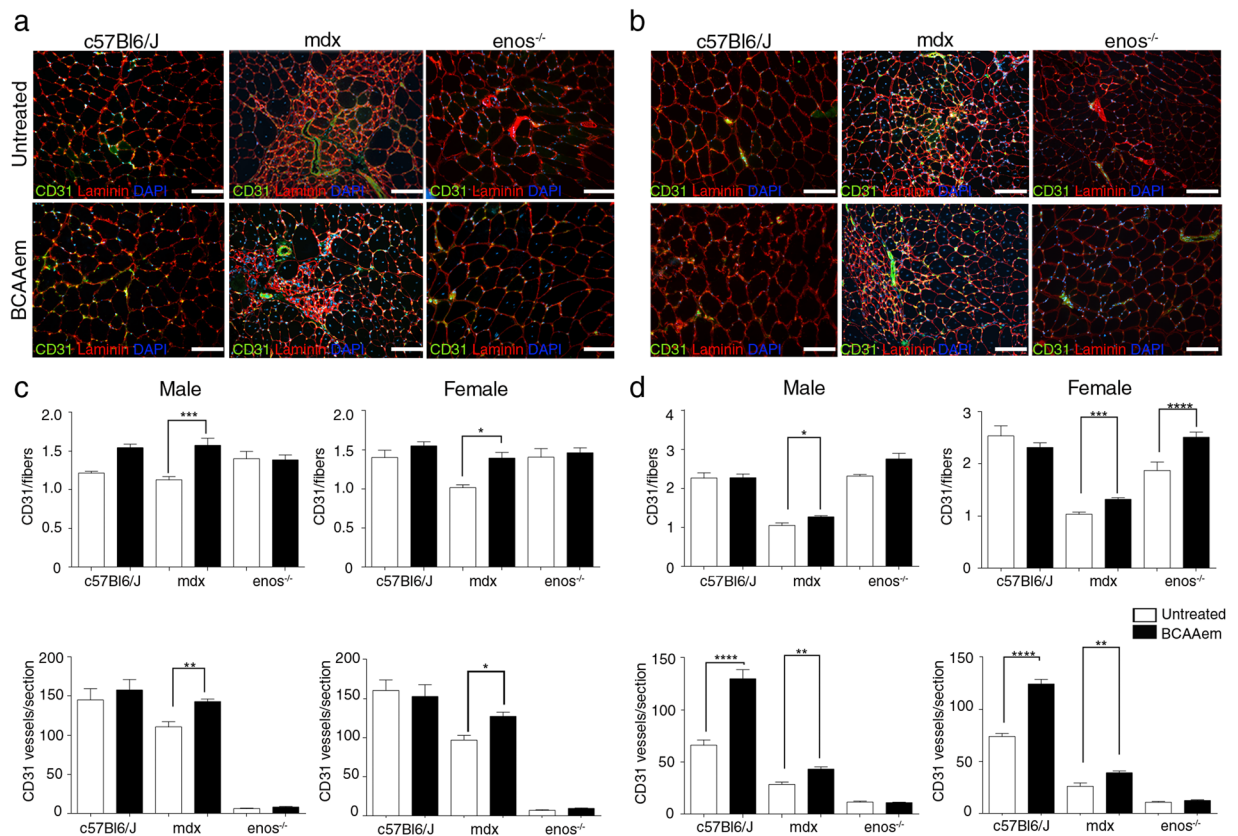 a
c57Bl6/J mdx enos-/-
Untreated
CD31 Laminin DAPI CD31 Laminin DAPI CD31 Laminin DAPI
BCAAem
CD31 Laminin DAPI CD31 Laminin DAPI CD31 Laminin DAPI
b
c57Bl6/J mdx enos-/-
CD31 Laminin DAPI CD31 Laminin DAPI CD31 Laminin DAPI
CD31 Laminin DAPI CD31 Laminin DAPI CD31 Laminin DAPI
c
Male
CD31/fibers
2.0
1.5
1.0
0.5
0
***
c57Bl6/J mdx enos-/-
Female
CD31/fibers
2.0
1.5
1.0
0.5
0
*
c57Bl6/J mdx enos-/-
CD31 vessels/section
200
150
100
50
0
**
c57Bl6/J mdx enos-/-
CD31 vessels/section
200
150
100
50
0
*
c57Bl6/J mdx enos-/-
d
Male
CD31/fibers
4
3
2
1
0
*
c57Bl6/J mdx enos-/-
Female
CD31/fibers
3
2
1
0
*** ****
c57Bl6/J mdx enos-/-
Untreated
BCAAem
CD31 vessels/section
150
100
50
0
**** **
c57Bl6/J mdx enos-/-
CD31 vessels/section
150
100
50
0
**** **
c57Bl6/J mdx enos-/-